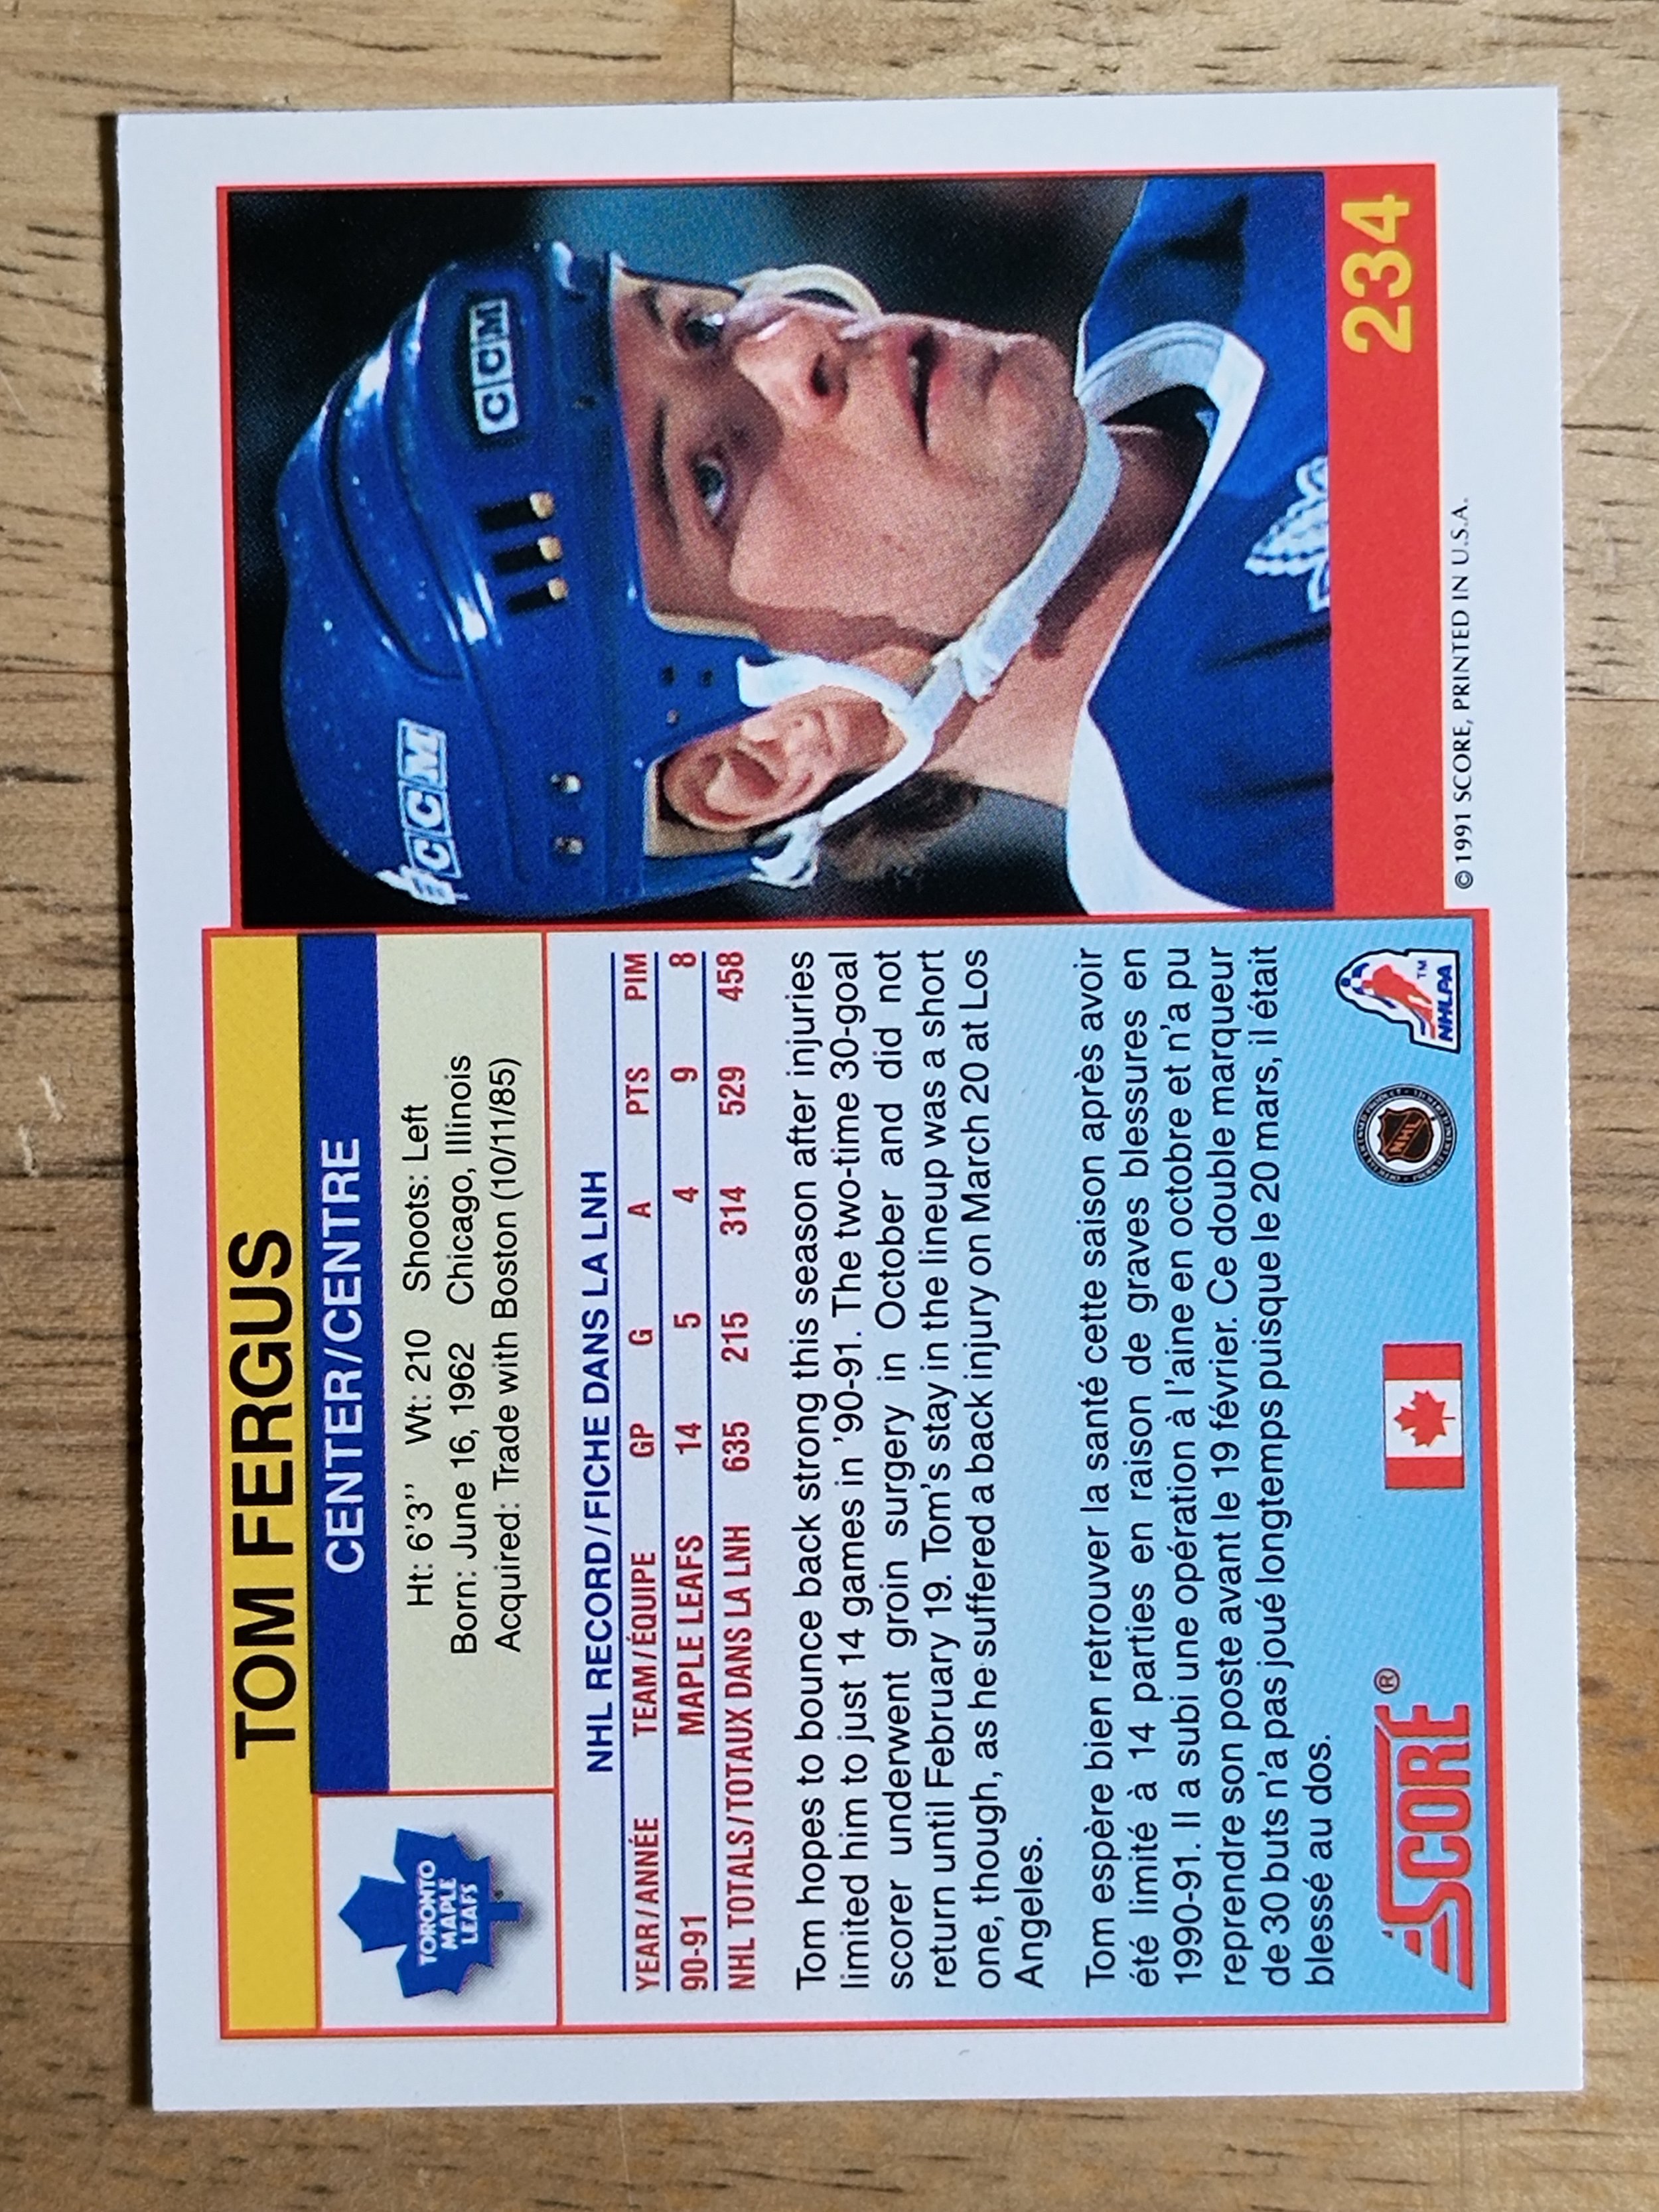 TOM FERGUS
CENTER/CENTRE
TORONTO
MAPLE
LEAFS
Ht: 6'3" Wt: 210 Shoots: Left
Born: June 16, 1962 Chicago, Illinois
Acquired: Trade with Boston (10/11/85)
NHL RECORD/FICHE DANS LA LNH
YEAR/ANNÉE TEAM/ÉQUIPE GP G A PTS PIM
90-91 MAPLE LEAFS 14 5 4 9 8
NHL TOTALS/TOTAUX DANS LA LNH 635 215 314 529 458
Tom hopes to bounce back strong this season after injuries
limited him to just 14 games in '90-91. The two-time 30-goal
scorer underwent groin surgery in October and did not
return until February 19. Tom's stay in the lineup was a short
one, though, as he suffered a back injury on March 20 at Los
Angeles.
Tom espère bien retrouver la santé cette saison après avoir
été limité à 14 parties en raison de graves blessures en
1990-91. Il a subi une opération à l'aine en octobre et n'a pu
reprendre son poste avant le 19 février. Ce double marqueur
de 30 buts n'a pas joué longtemps puisque le 20 mars, il était
blessé au dos.
SCORE®
NHL
NHLPA™
CCM
CCM
234
© 1991 SCORE, PRINTED IN U.S.A.